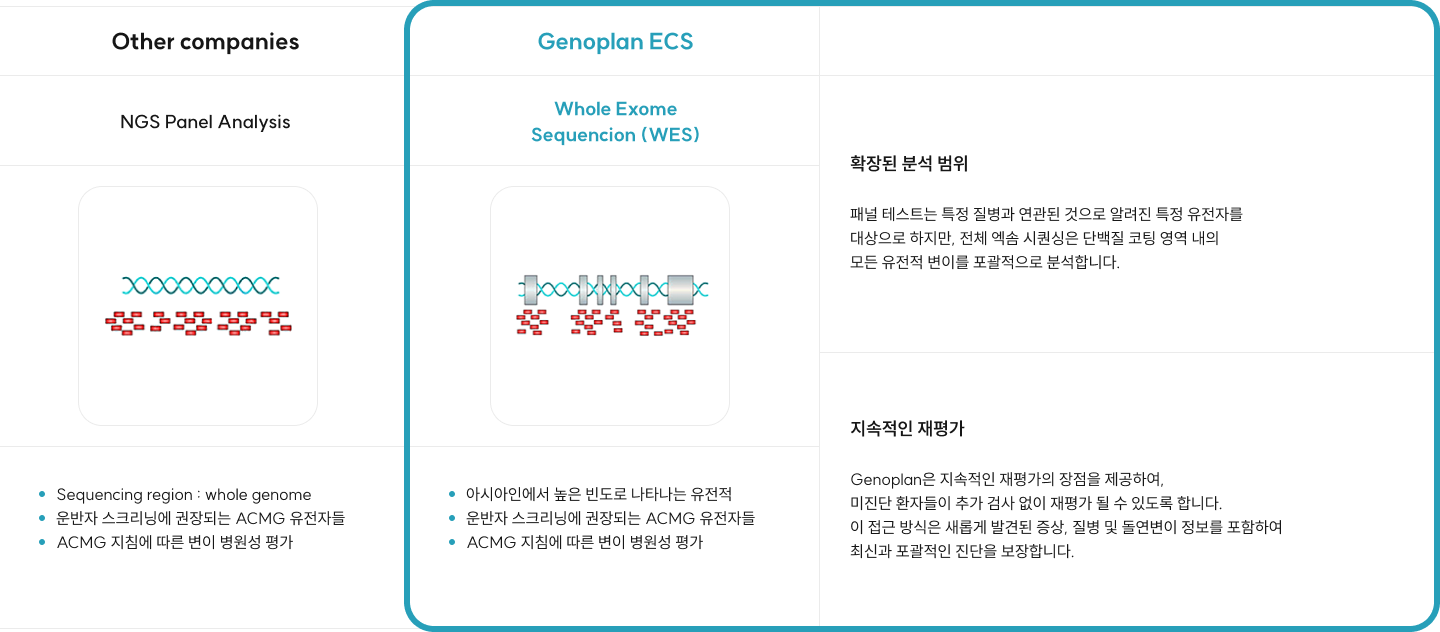 Other companies
Genoplan ECS
NGS Panel Analysis
Whole Exome
Sequencion (WES)
Sequencing region : whole genome
운반자 스크리닝에 권장되는 ACMG 유전자들
ACMG 지침에 따른 변이 병원성 평가
아시아인에서 높은 빈도로 나타나는 유전적
운반자 스크리닝에 권장되는 ACMG 유전자들
ACMG 지침에 따른 변이 병원성 평가
확장된 분석 범위
패널 테스트는 특정 질병과 연관된 것으로 알려진 특정 유전자를
대상으로 하지만, 전체 엑솜 시퀀싱은 단백질 코팅 영역 내의
모든 유전적 변이를 포괄적으로 분석합니다.
지속적인 재평가
Genoplan은 지속적인 재평가의 장점을 제공하여,
미진단 환자들이 추가 검사 없이 재평가 될 수 있도록 합니다.
이 접근 방식은 새롭게 발견된 증상, 질병 및 돌연변이 정보를 포함하여
최신과 포괄적인 진단을 보장합니다.